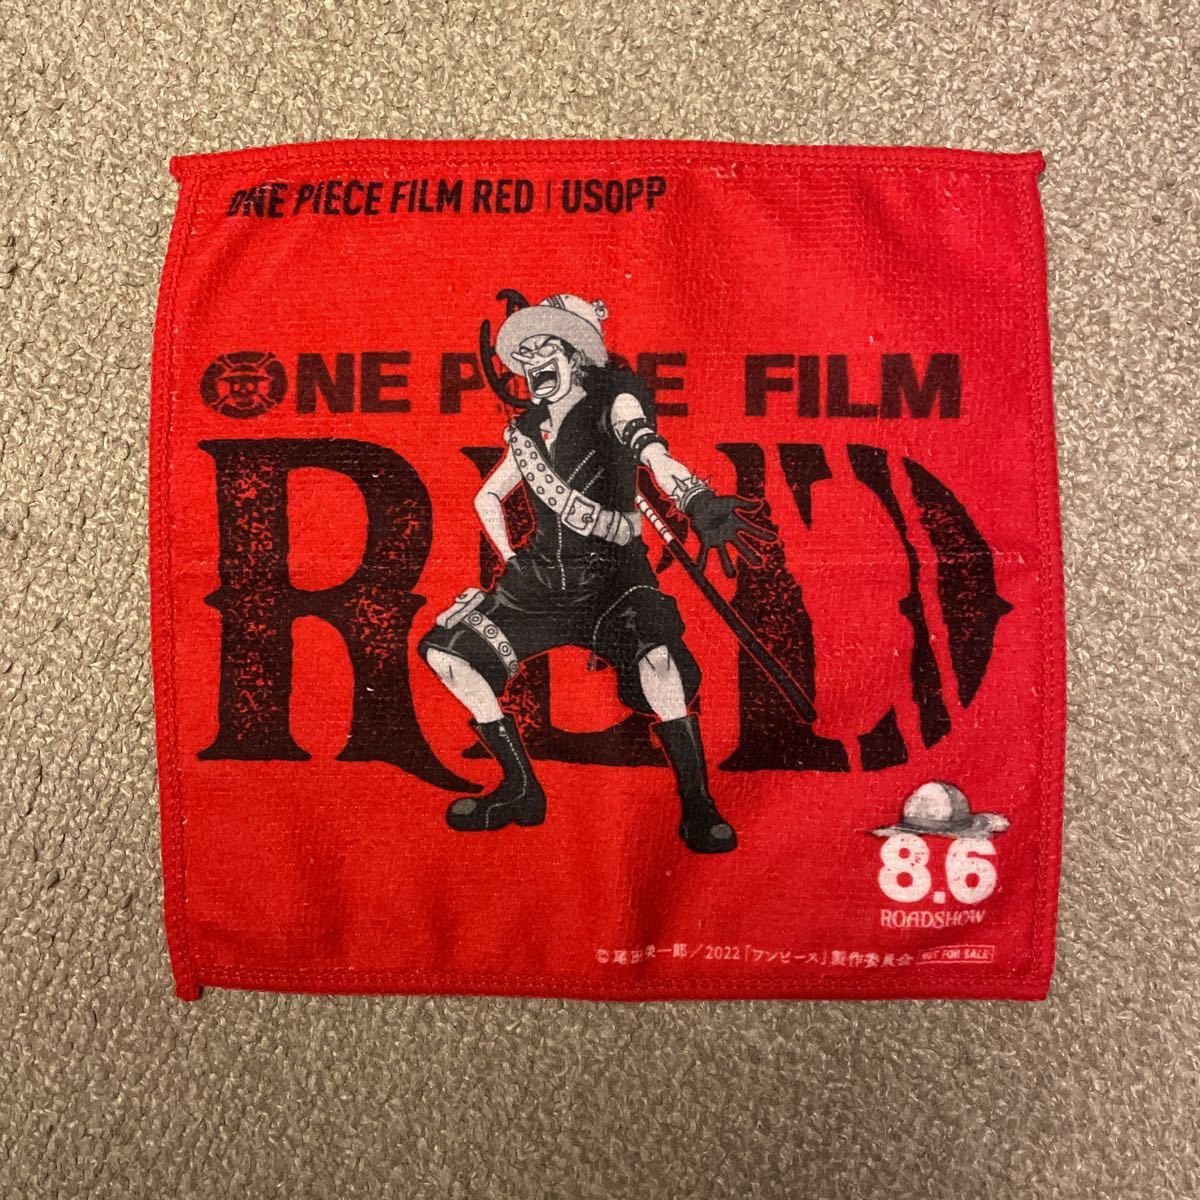 ONE PIECE FILM RED | USOPP
ONE PIECE FILM
RED
8.6
ROADSHOW
©尾田栄一郎／2022「ワンピース」製作委員会 NOT FOR SALE